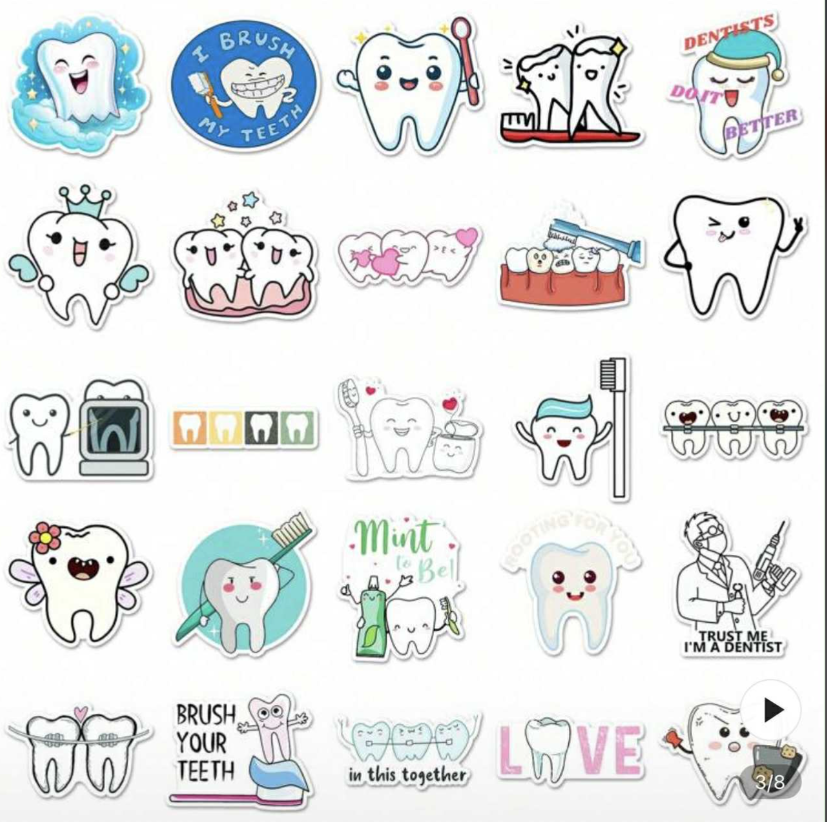 I BRUSH
MY TEETH
DENTISTS
DO IT
BETTER
Mint
to
Be!
ROOTING FOR YOU
TRUST ME
I'M A DENTIST
BRUSH
YOUR
TEETH
in this together
LOVE
3/8